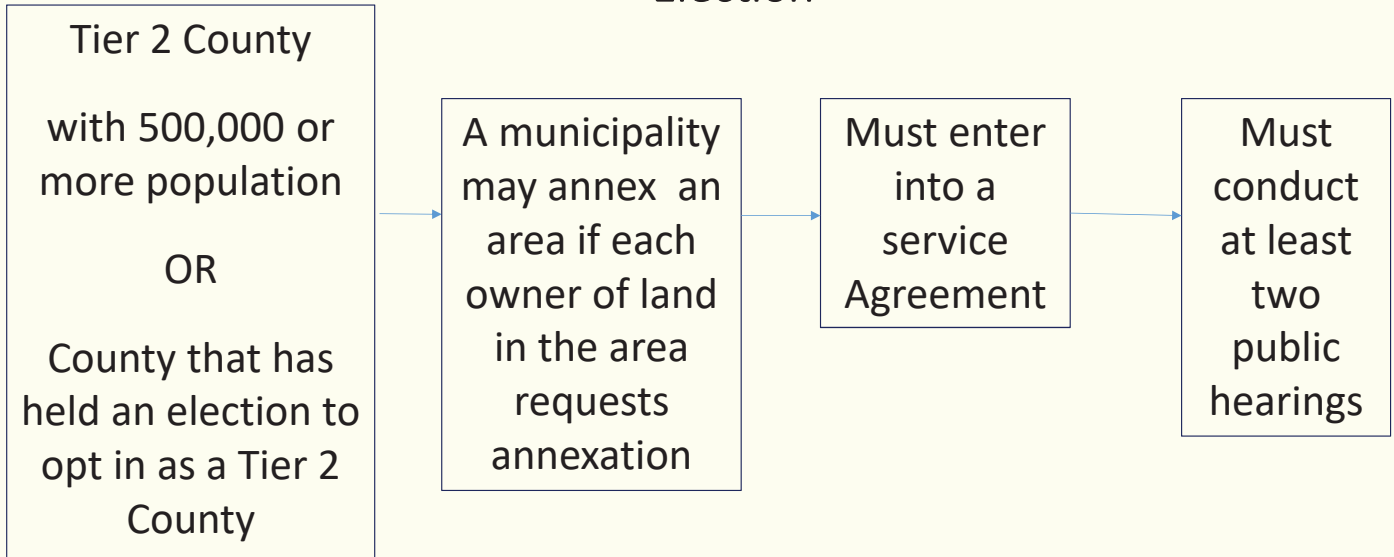 Election
Tier 2 County
with 500,000 or
more population
OR
County that has
held an election to
opt in as a Tier 2
County
A municipality
may annex an
area if each
owner of land
in the area
requests
annexation
Must enter
into a
service
Agreement
Must
conduct
at least
two
public
hearings